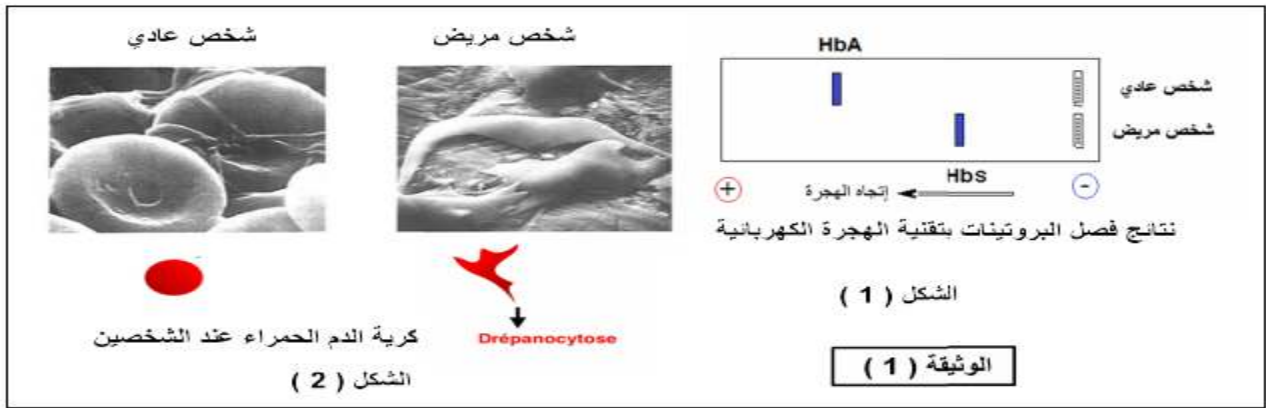 شخص عادي
شخص مريض
HbA
شخص عادي
شخص مريض
HbS
+
إتجاه الهجرة
-
نتائج فصل البروتينات بتقنية الهجرة الكهربائية
الشكل ( 1 )
الوثيقة ( 1 )
Drépanocytose
كرية الدم الحمراء عند الشخصين
الشكل ( 2 )